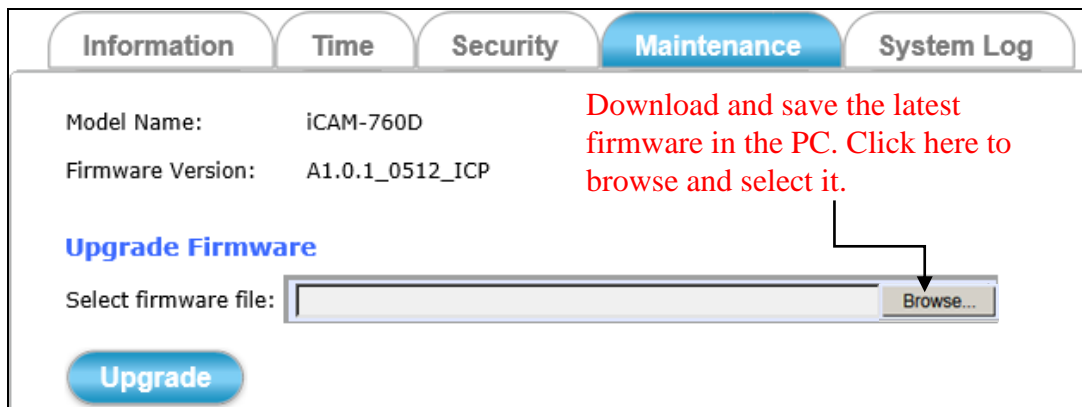 Information Time Security Maintenance System Log
Model Name: iCAM-760D
Firmware Version: A1.0.1_0512_ICP
Download and save the latest
firmware in the PC. Click here to
browse and select it.
Upgrade Firmware
Select firmware file: Browse...
Upgrade